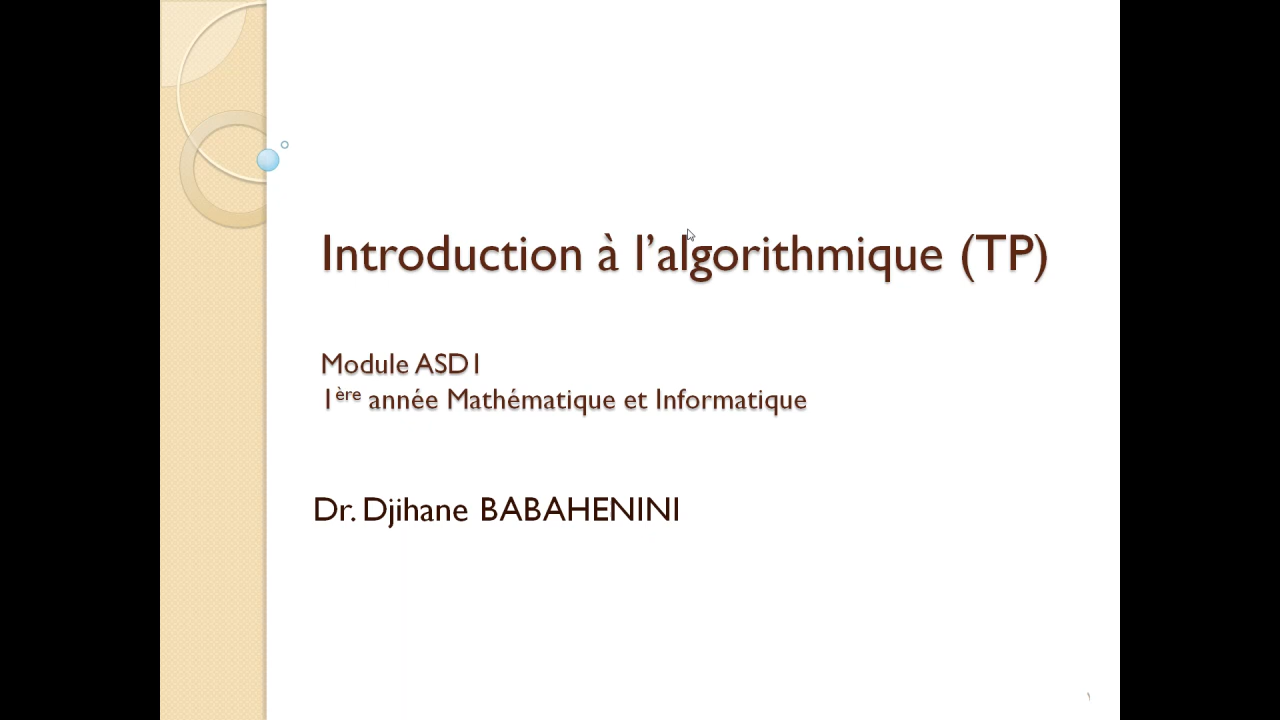 Introduction à l’algorithmique (TP)
Module ASD1
1ère année Mathématique et Informatique
Dr. Djihane BABAHENINI